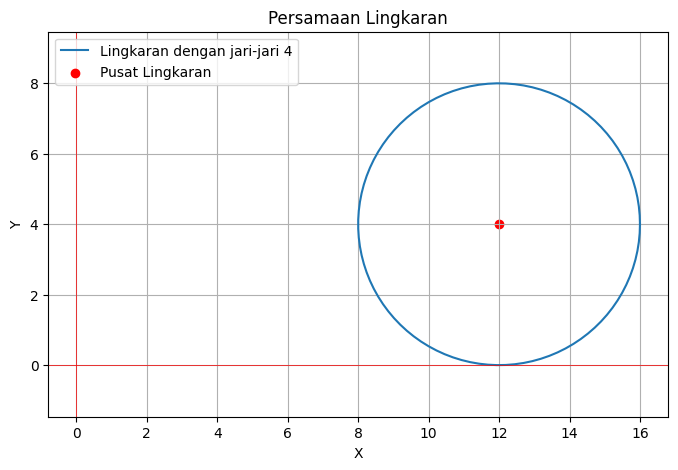 Persamaan Lingkaran
Lingkaran dengan jari-jari 4
Pusat Lingkaran
8
6
4
2
0
Y
0 2 4 6 8 10 12 14 16
X